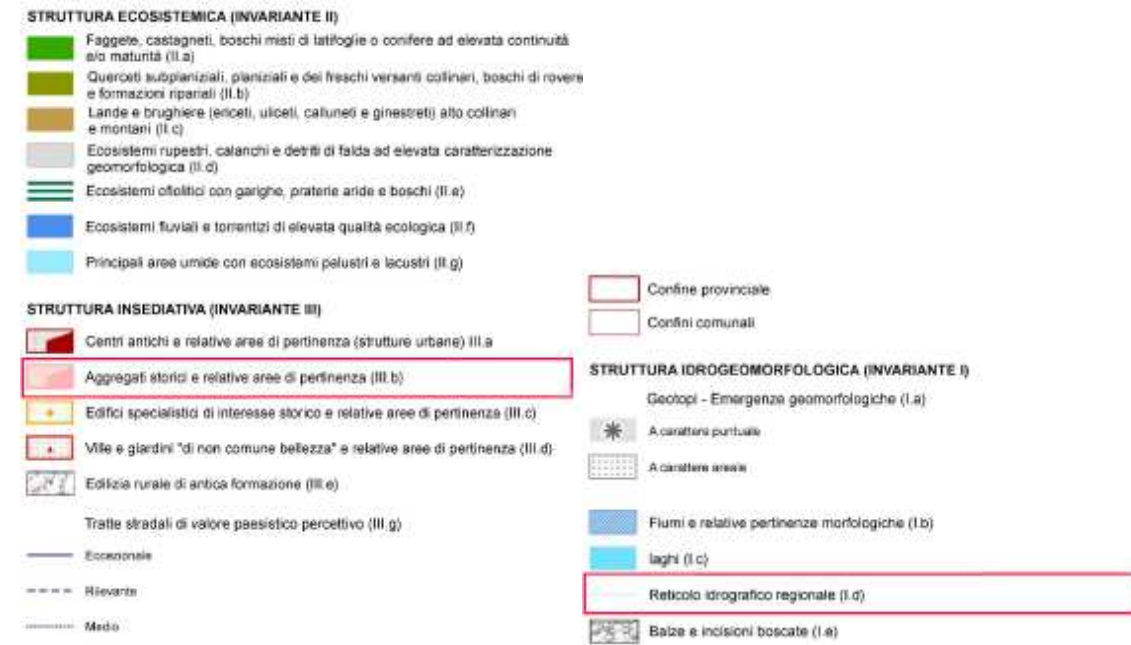 STRUTTURA ECOSISTEMICA (INVARIANTE II)
Faggete, castagneti, boschi misti di latifoglie o conifere ad elevata continuità
e/o maturità (II.a)
Querceti subplaniziali, planiziali e dei freschi versanti collinari, boschi di rovere
e formazioni ripariali (II.b)
Lande e brughiere (ericeti, uliceti, calluneti e ginestreti) alto collinari
e montani (II.c)
Ecosistemi rupestri, calanchi e detriti di falda ad elevata caratterizzazione
geomorfologica (II.d)
Ecosistemi ofiolitici con garighe, praterie aride e boschi (II.e)
Ecosistemi fluviali e torrentizi di elevata qualità ecologica (II.f)
Principali aree umide con ecosistemi palustri e lacustri (II.g)
STRUTTURA INSEDIATIVA (INVARIANTE III)
Centri antichi e relative aree di pertinenza (strutture urbane) III.a
Aggregati storici e relative aree di pertinenza (III.b)
Edifici specialistici di interesse storico e relative aree di pertinenza (III.c)
Ville e giardini "di non comune bellezza" e relative aree di pertinenza (III.d)
Edilizia rurale di antica formazione (III.e)
Tratte stradali di valore paesistico percettivo (III.g)
Eccezionale
Rilevante
Medio
Confine provinciale
Confini comunali
STRUTTURA IDROGEOMORFOLOGICA (INVARIANTE I)
Geotopi - Emergenze geomorfologiche (I.a)
A carattere puntuale
A carattere areale
Fiumi e relative pertinenze morfologiche (I.b)
laghi (I.c)
Reticolo idrografico regionale (I.d)
Balze e incisioni boscate (I.e)